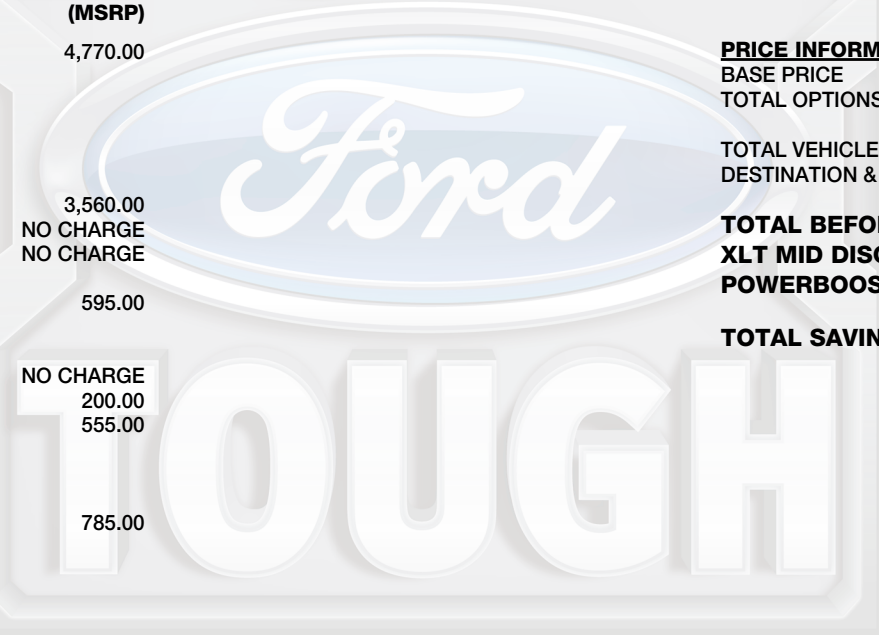 (MSRP)
4,770.00
3,560.00
NO CHARGE
NO CHARGE
595.00
NO CHARGE
200.00
555.00
785.00
PRICE INFORM
BASE PRICE
TOTAL OPTIONS
TOTAL VEHICLE
DESTINATION &
TOTAL BEFO
XLT MID DISC
POWERBOOS
TOTAL SAVIN
Ford
TOUGH